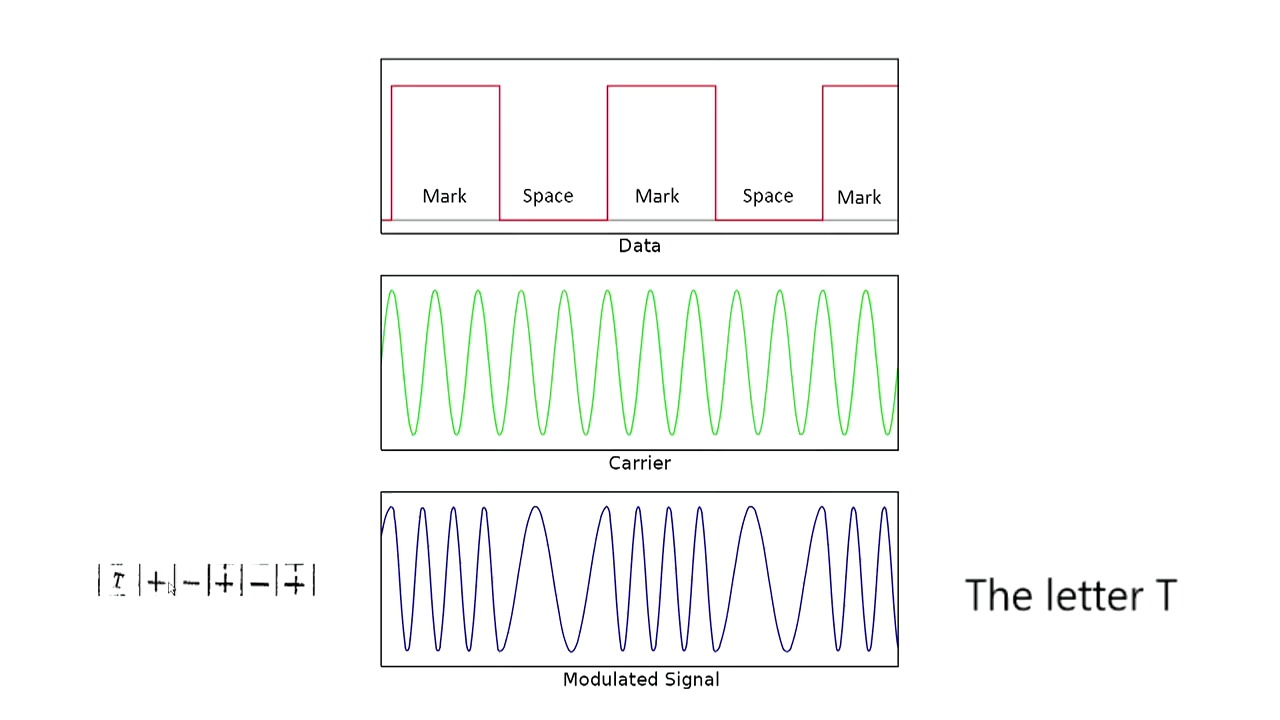 Mark Space Mark Space Mark
Data
Carrier
T + - + - +
The letter T
Modulated Signal